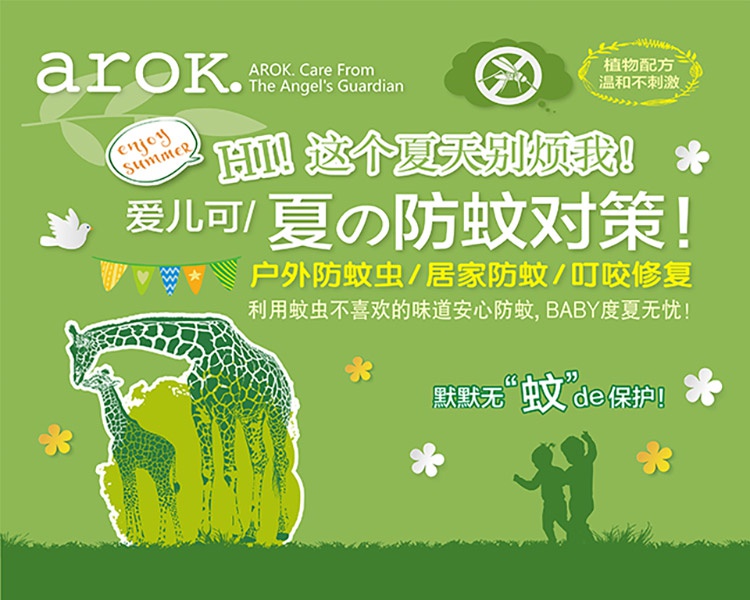 arok.
AROK. Care From
The Angel's Guardian
植物配方
温和不刺激
enjoy
summer
HI! 这个夏天别烦我!
爱儿可/夏の防蚊对策!
户外防蚊虫/居家防蚊/叮咬修复
利用蚊虫不喜欢的味道安心防蚊, BABY度夏无忧!
默默无“蚊”de保护!